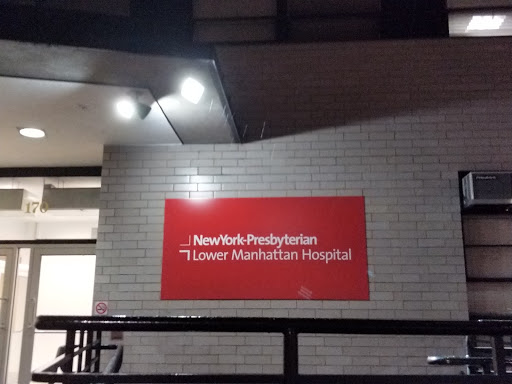 170
NewYork-Presbyterian
Lower Manhattan Hospital